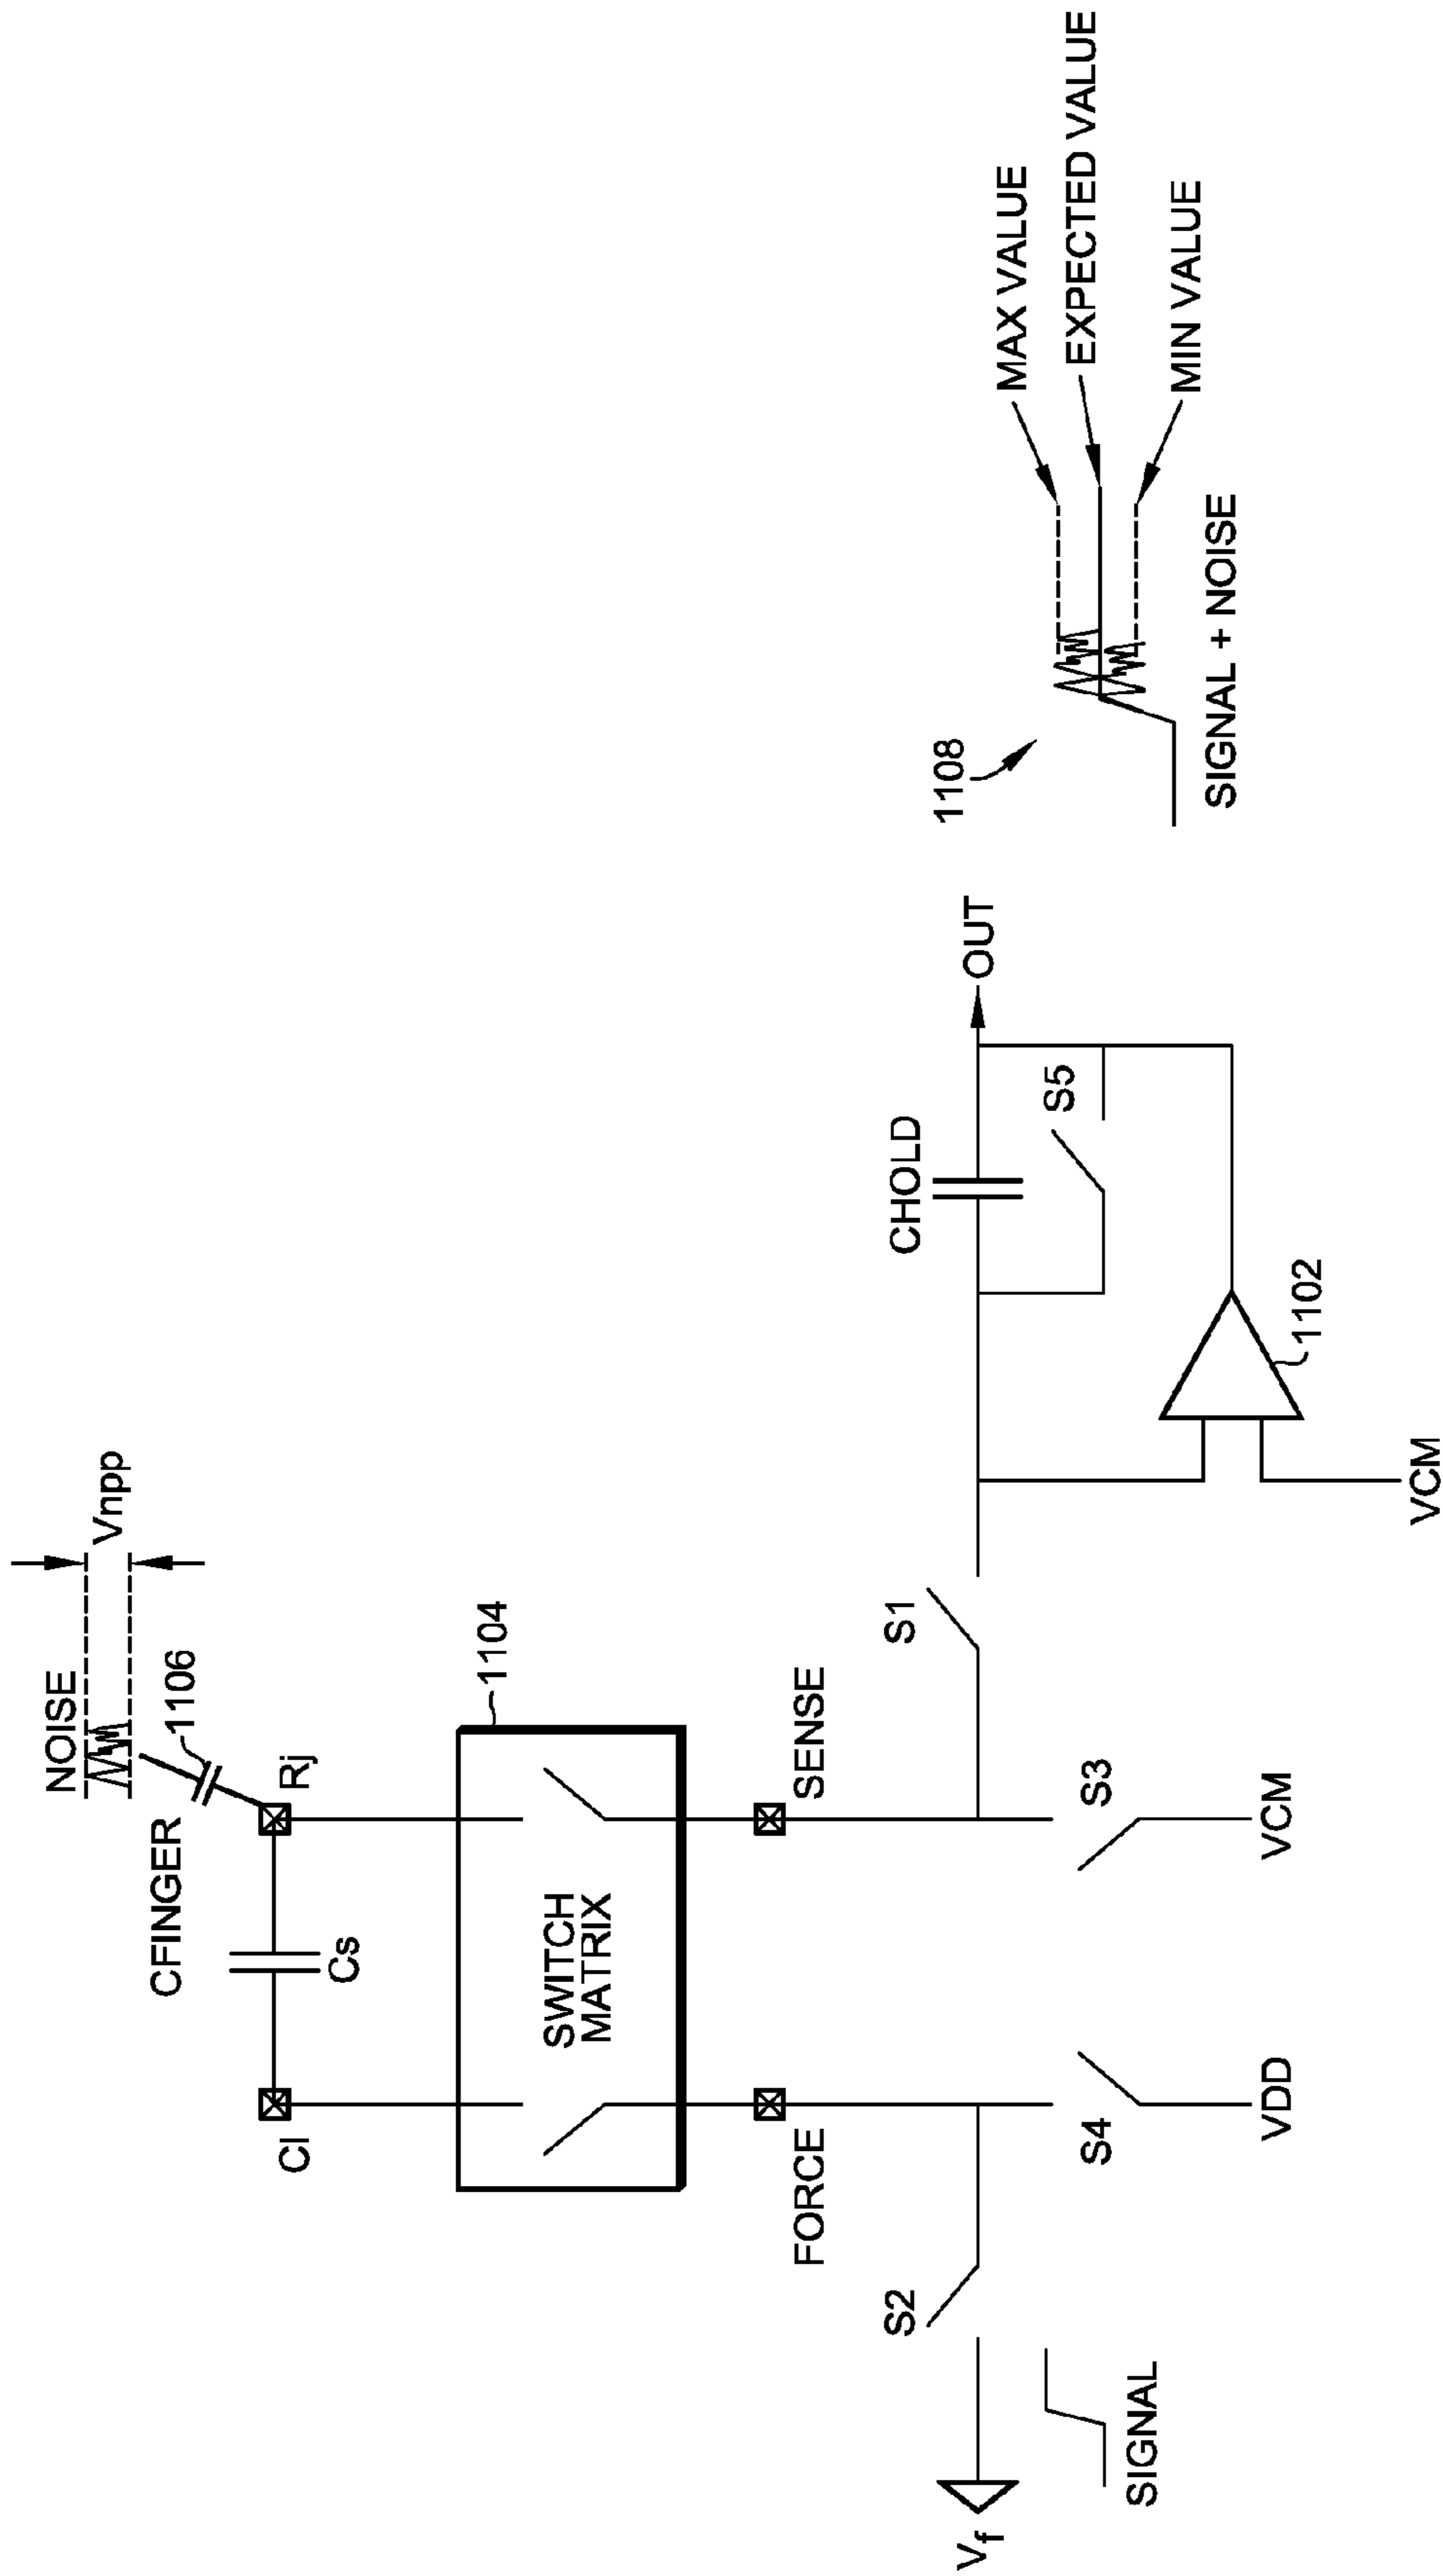 NOISE
Vnpp
CFINGER
1106
Cl
Cs
Rj
SWITCH
MATRIX
1104
FORCE
SENSE
S2
S1
CHOLD
OUT
Vf
SIGNAL
S4
S3
S5
VDD
VCM
1102
VCM
1108
MAX VALUE
EXPECTED VALUE
MIN VALUE
SIGNAL + NOISE